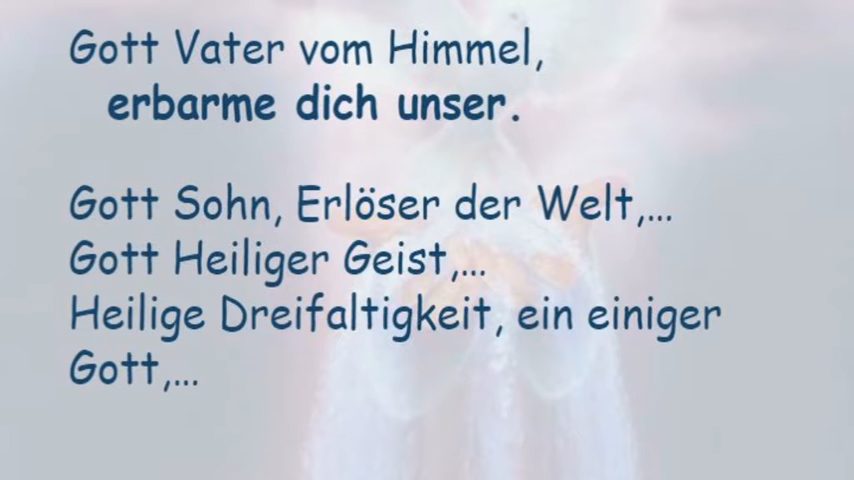 Gott Vater vom Himmel,
erbarme dich unser.
Gott Sohn, Erlöser der Welt,...
Gott Heiliger Geist,...
Heilige Dreifaltigkeit, ein einiger
Gott,...